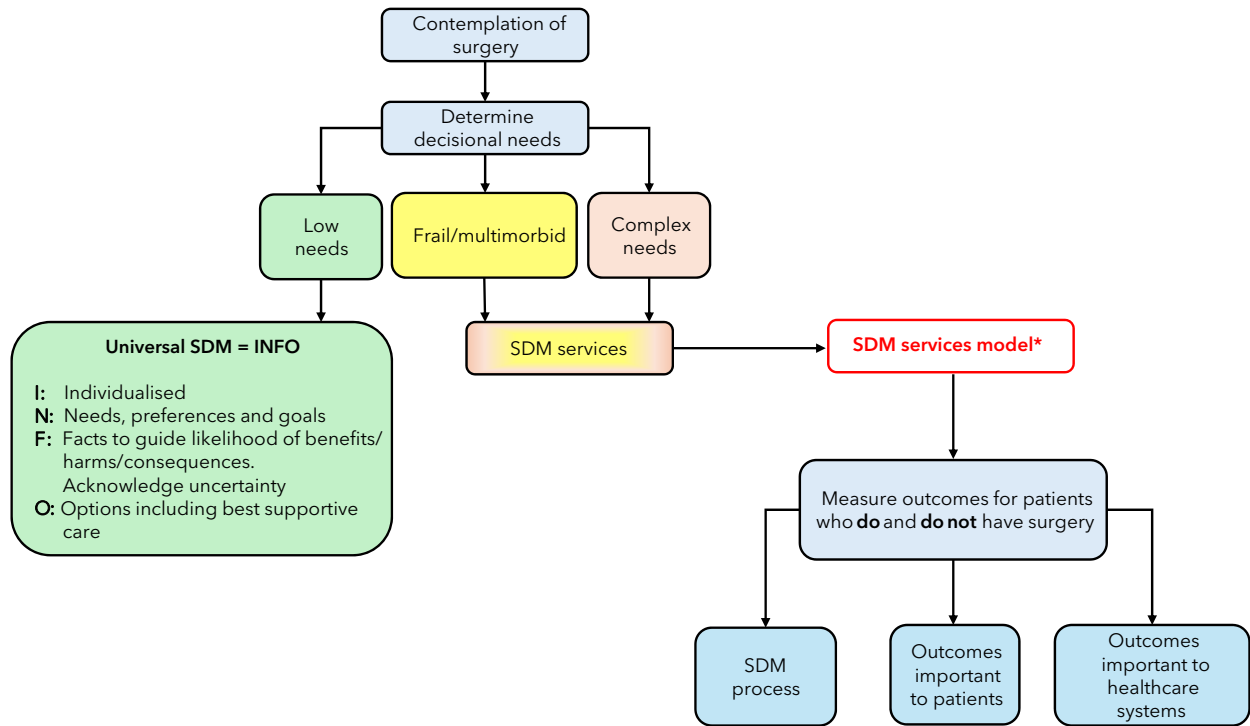 Contemplation of
surgery
Determine
decisional needs
Low
needs
Frail/multimorbid
Complex
needs
Universal SDM = INFO
I: Individualised
N: Needs, preferences and goals
F: Facts to guide likelihood of benefits/
harms/consequences.
Acknowledge uncertainty
O: Options including best supportive
care
SDM services
SDM services model*
Measure outcomes for patients
who do and do not have surgery
SDM
process
Outcomes
important
to patients
Outcomes
important to
healthcare
systems